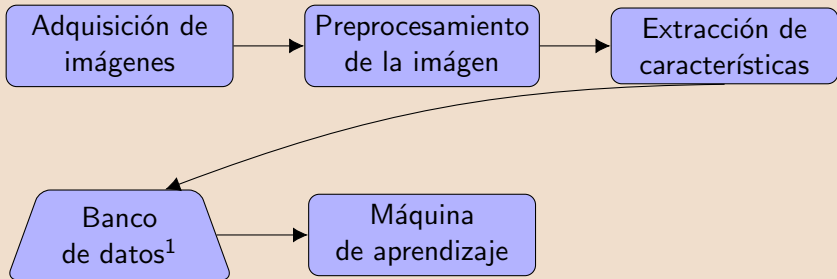 Adquisición de
imágenes
Preprocesamiento
de la imágen
Extracción de
características
Banco
de datos¹
Máquina
de aprendizaje